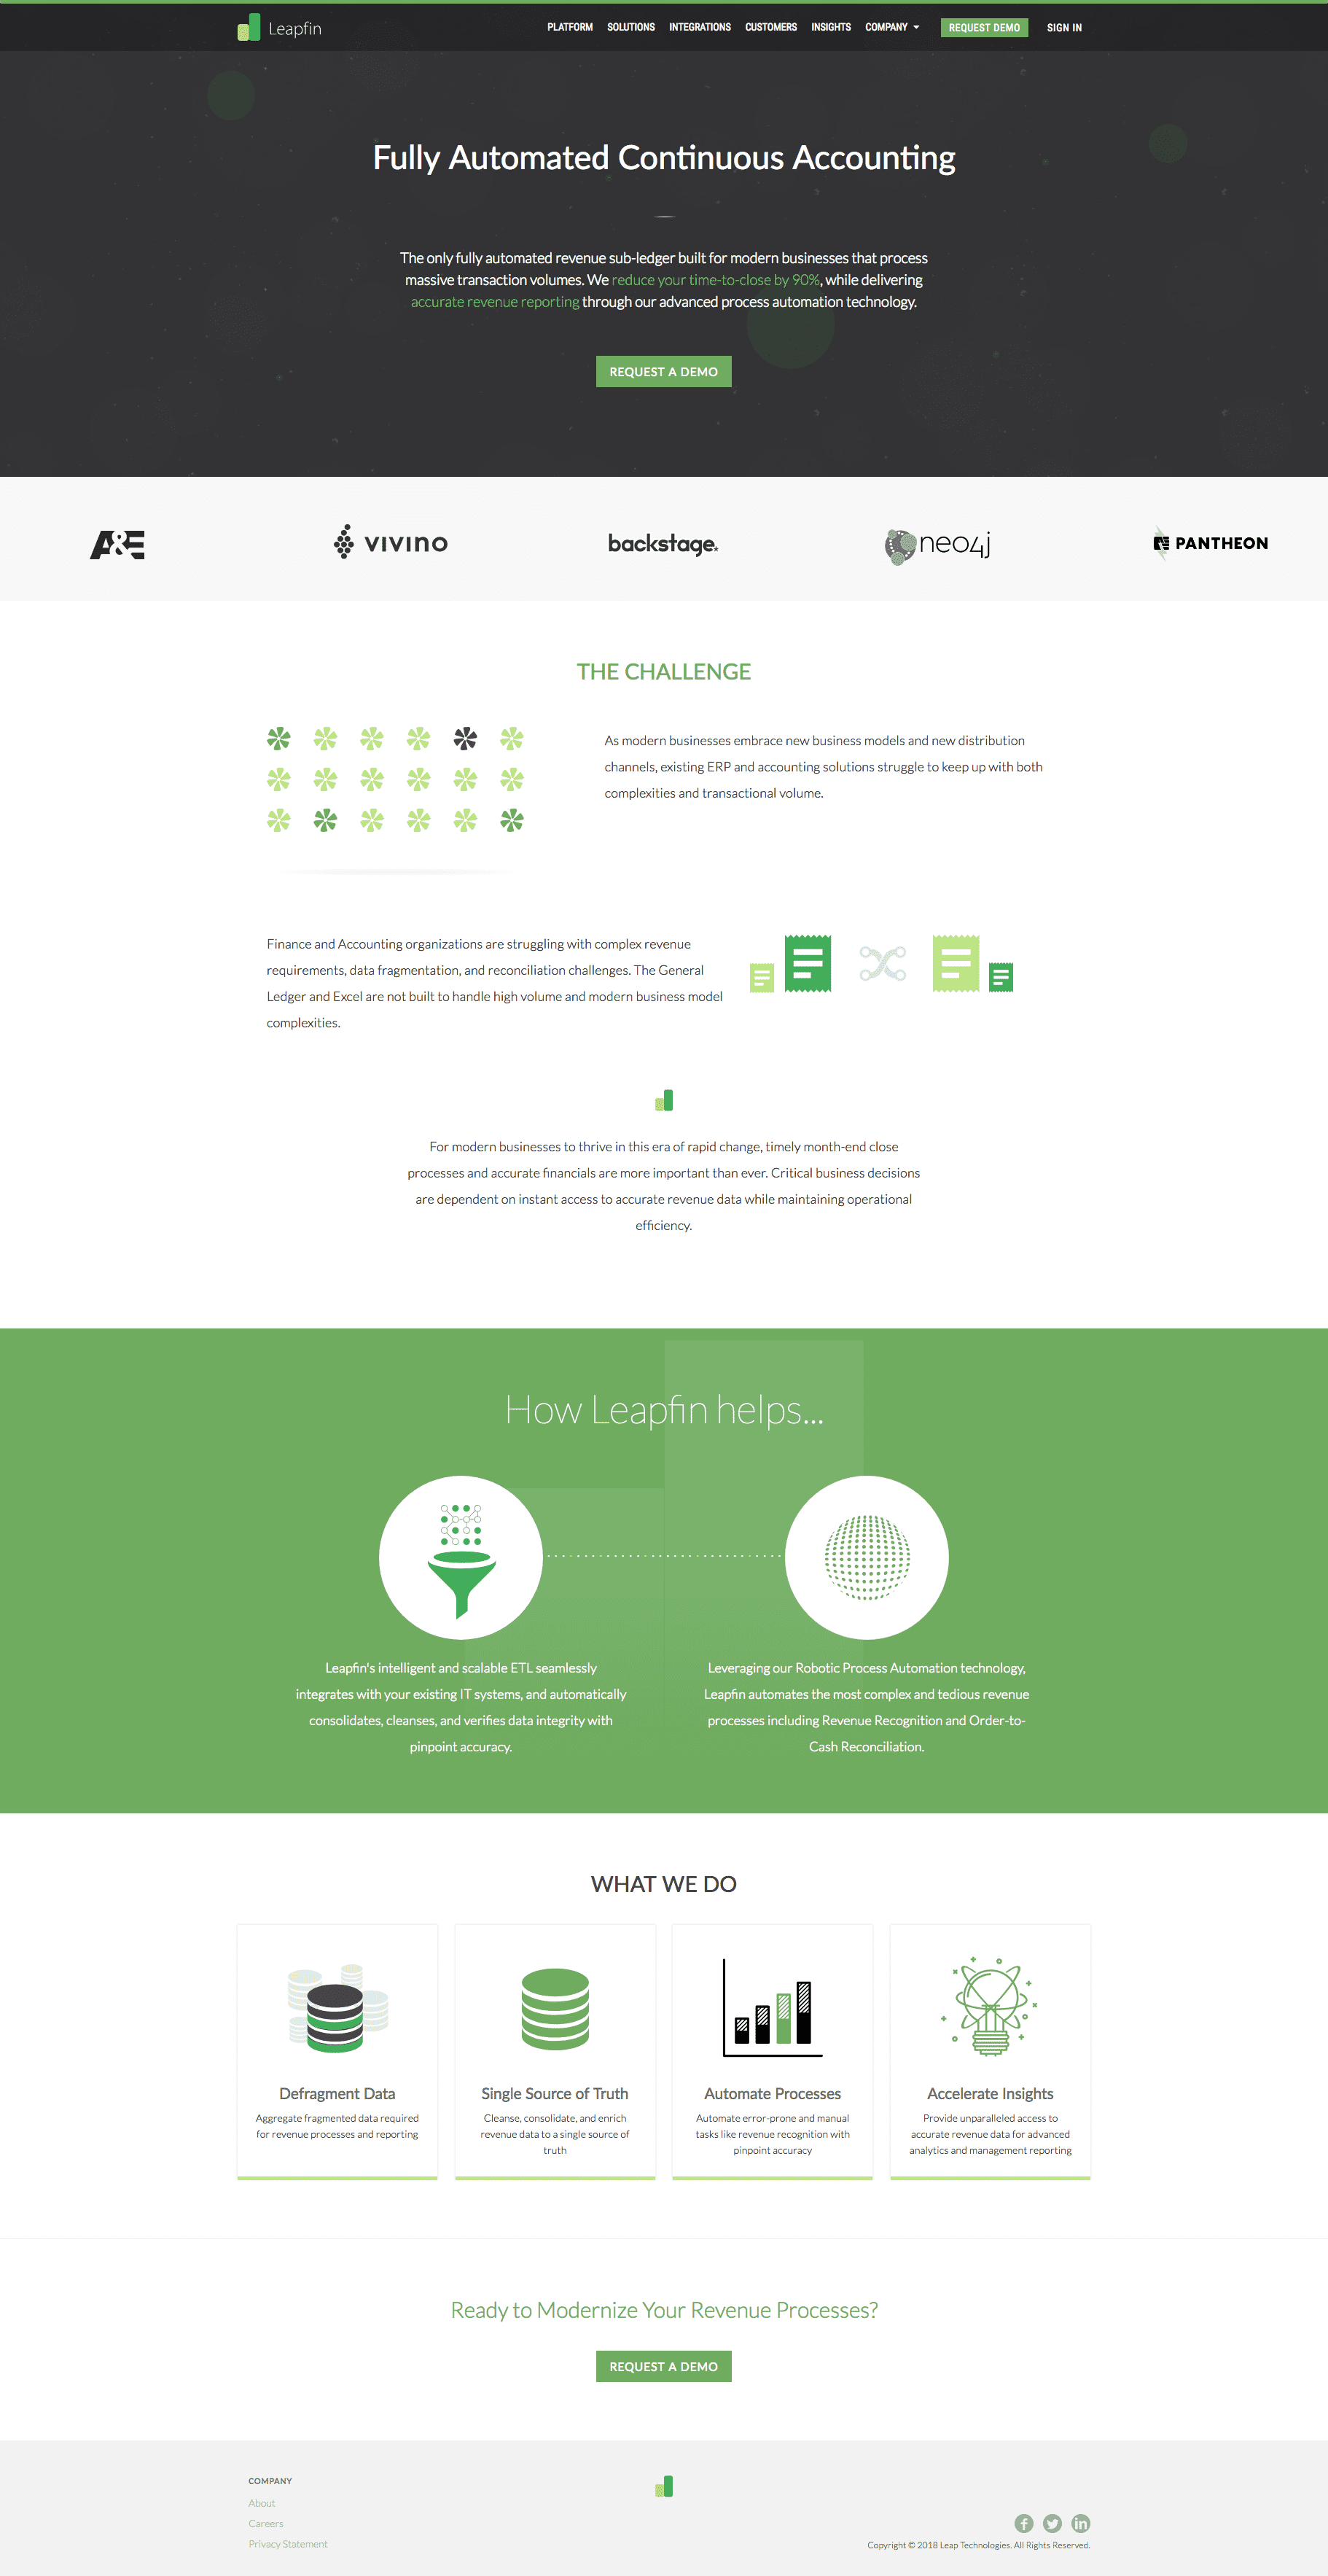 Leapfin
PLATFORM SOLUTIONS INTEGRATIONS CUSTOMERS INSIGHTS COMPANY REQUEST DEMO SIGN IN
Fully Automated Continuous Accounting
The only fully automated revenue sub-ledger built for modern businesses that process
massive transaction volumes. We reduce your time-to-close by 90%, while delivering
accurate revenue reporting through our advanced process automation technology.
REQUEST A DEMO
A&E vivino backstage neo4j PANTHEON
THE CHALLENGE
As modern businesses embrace new business models and new distribution
channels, existing ERP and accounting solutions struggle to keep up with both
complexities and transactional volume.
Finance and Accounting organizations are struggling with complex revenue
requirements, data fragmentation, and reconciliation challenges. The General
Ledger and Excel are not built to handle high volume and modern business model
complexities.
For modern businesses to thrive in this era of rapid change, timely month-end close
processes and accurate financials are more important than ever. Critical business decisions
are dependent on instant access to accurate revenue data while maintaining operational
efficiency.
How Leapfin helps...
Leapfin's intelligent and scalable ETL seamlessly
integrates with your existing IT systems, and automatically
consolidates, cleanses, and verifies data integrity with
pinpoint accuracy.
Leveraging our Robotic Process Automation technology,
Leapfin automates the most complex and tedious revenue
processes including Revenue Recognition and Order-to-
Cash Reconciliation.
WHAT WE DO
Defragment Data
Aggregate fragmented data required
for revenue processes and reporting
Single Source of Truth
Cleanse, consolidate, and enrich
revenue data to a single source of
truth
Automate Processes
Automate error-prone and manual
tasks like revenue recognition with
pinpoint accuracy
Accelerate Insights
Provide unparalleled access to
accurate revenue data for advanced
analytics and management reporting
Ready to Modernize Your Revenue Processes?
REQUEST A DEMO
COMPANY
About
Careers
Privacy Statement
Copyright © 2018 Leap Technologies. All Rights Reserved.